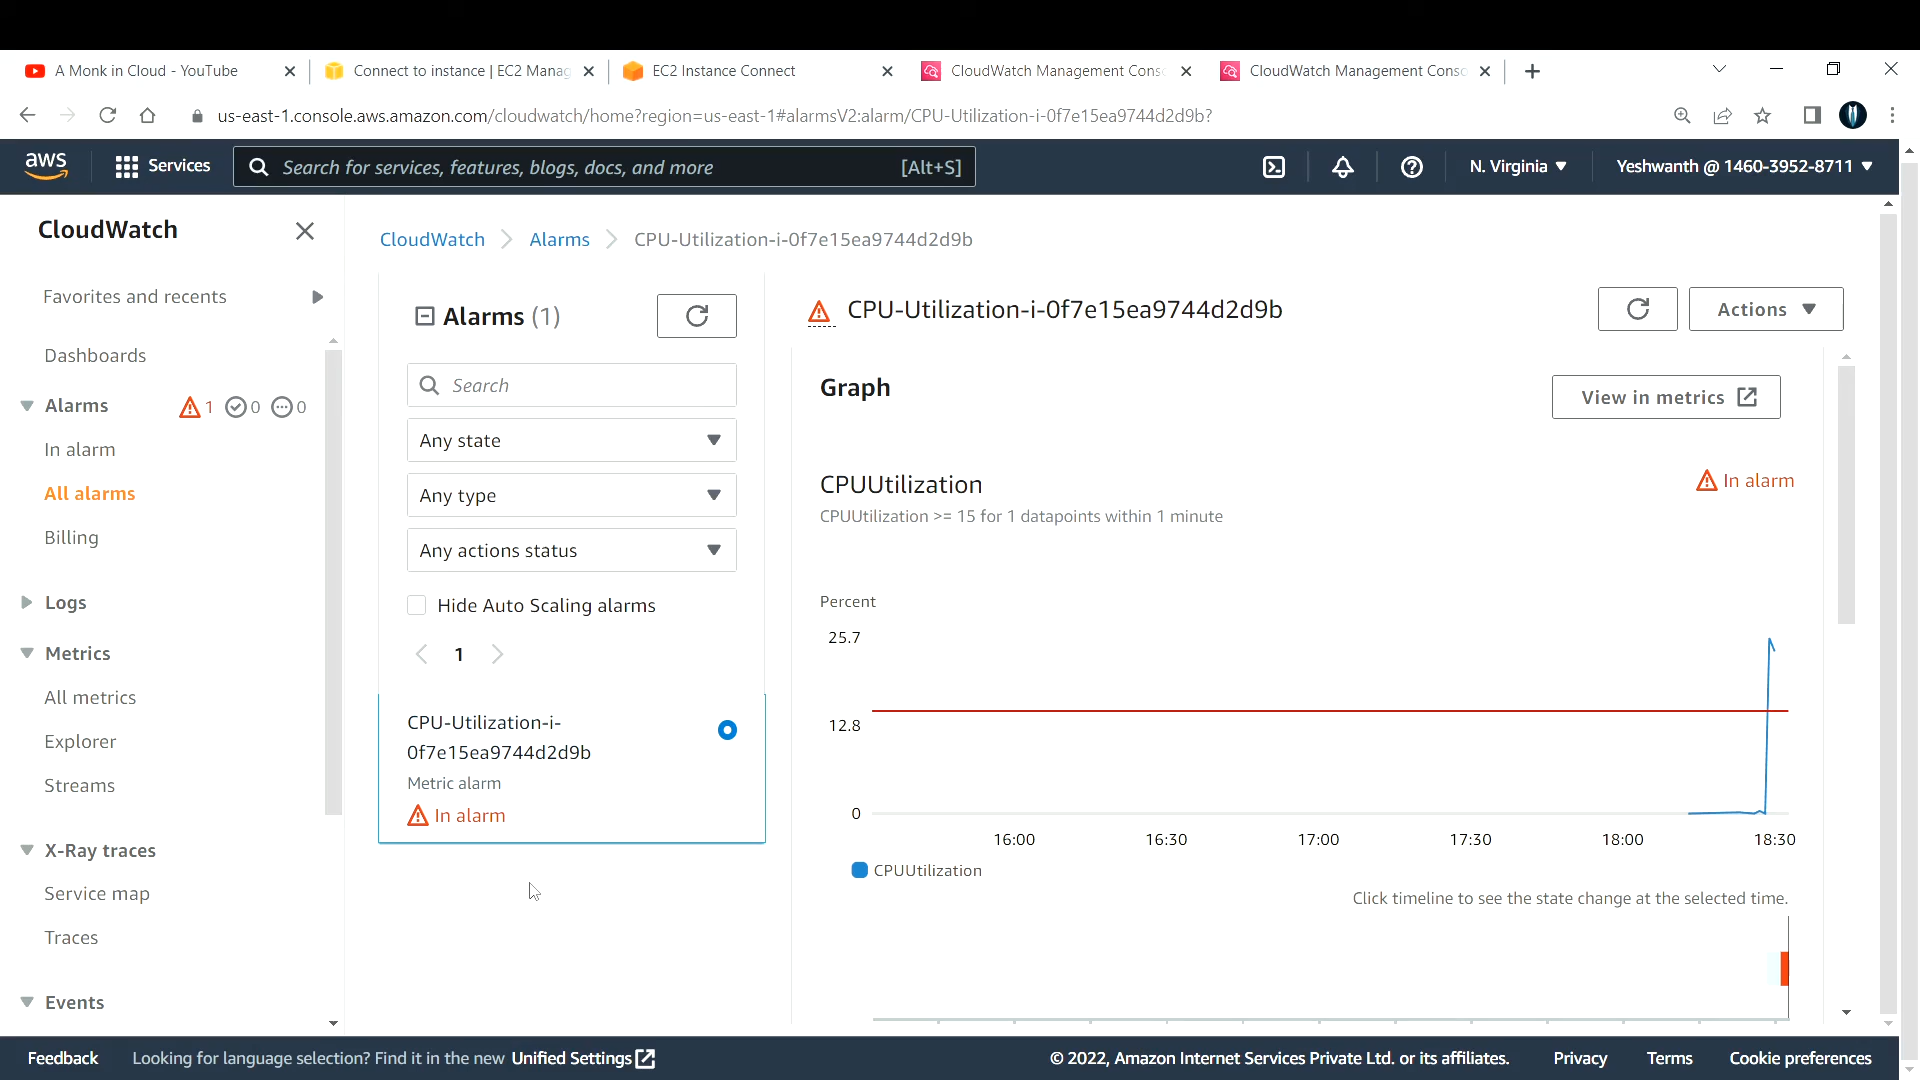 A Monk in Cloud - YouTube
Connect to instance | EC2 Manag
EC2 Instance Connect
CloudWatch Management Conso
CloudWatch Management Conso
us-east-1.console.aws.amazon.com/cloudwatch/home?region=us-east-1#alarmsV2:alarm/CPU-Utilization-i-0f7e15ea9744d2d9b?
aws
Services
Search for services, features, blogs, docs, and more
[Alt+S]
N. Virginia
Yeshwanth @ 1460-3952-8711
CloudWatch
Favorites and recents
Dashboards
Alarms
1
0
0
In alarm
All alarms
Billing
Logs
Metrics
All metrics
Explorer
Streams
X-Ray traces
Service map
Traces
Events
CloudWatch
Alarms
CPU-Utilization-i-0f7e15ea9744d2d9b
Alarms (1)
Search
Any state
Any type
Any actions status
Hide Auto Scaling alarms
1
CPU-Utilization-i-
0f7e15ea9744d2d9b
Metric alarm
In alarm
CPU-Utilization-i-0f7e15ea9744d2d9b
Actions
Graph
View in metrics
CPUUtilization
In alarm
CPUUtilization >= 15 for 1 datapoints within 1 minute
Percent
25.7
12.8
0
16:00
16:30
17:00
17:30
18:00
18:30
CPUUtilization
Click timeline to see the state change at the selected time.
Feedback
Looking for language selection? Find it in the new Unified Settings
© 2022, Amazon Internet Services Private Ltd. or its affiliates.
Privacy
Terms
Cookie preferences